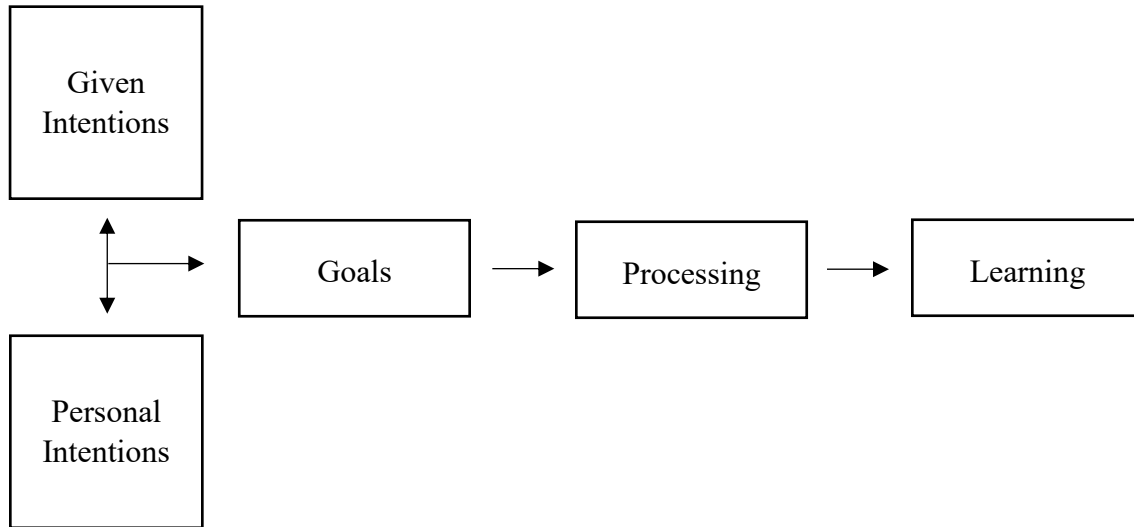 Given
Intentions
Goals
Processing
Learning
Personal
Intentions